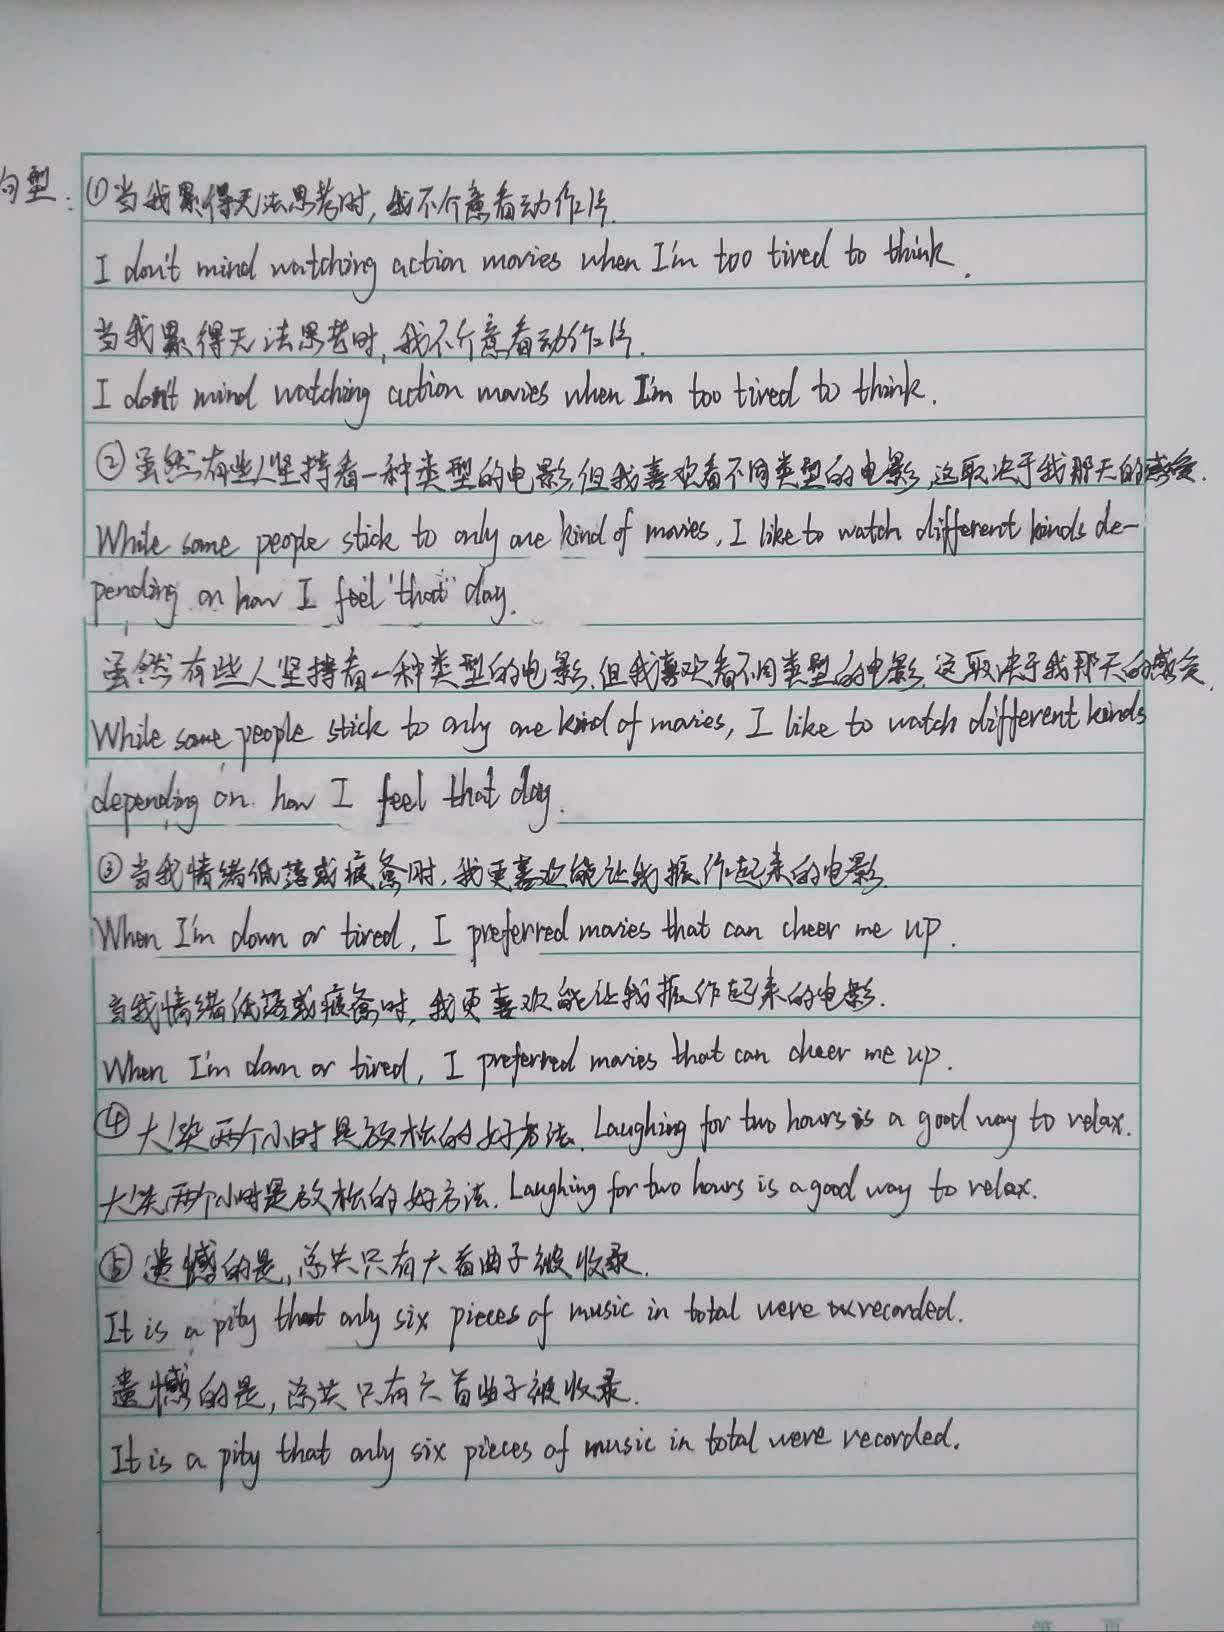 句型: ①当我累得无法思考时,我不介意看动作片.
I don't mind watching action movies when I'm too tired to think.
当我累得无法思考时,我不介意看动作片.
I don't mind watching action movies when I'm too tired to think.
②虽然有些人坚持看一种类型的电影,但我喜欢看不同类型的电影,这取决于我那天的感受.
While some people stick to only one kind of movies, I like to watch different kinds de-
pending on how I feel that day.
虽然有些人坚持看一种类型的电影,但我喜欢看不同类型的电影,这取决于我那天的感受.
While some people stick to only one kind of movies, I like to watch different kinds
depending on how I feel that day.
③当我情绪低落或疲惫时,我更喜欢能让我振作起来的电影.
When I'm down or tired, I preferred movies that can cheer me up.
当我情绪低落或疲惫时,我更喜欢能让我振作起来的电影.
When I'm down or tired, I preferred movies that can cheer me up.
④大笑两个小时是放松的好方法. Laughing for two hours is a good way to relax.
大笑两个小时是放松的好方法. Laughing for two hours is a good way to relax.
⑤遗憾的是,总共只有六首曲子被收录.
It is a pity that only six pieces of music in total were recorded.
遗憾的是,总共只有六首曲子被收录.
It is a pity that only six pieces of music in total were recorded.
第 页